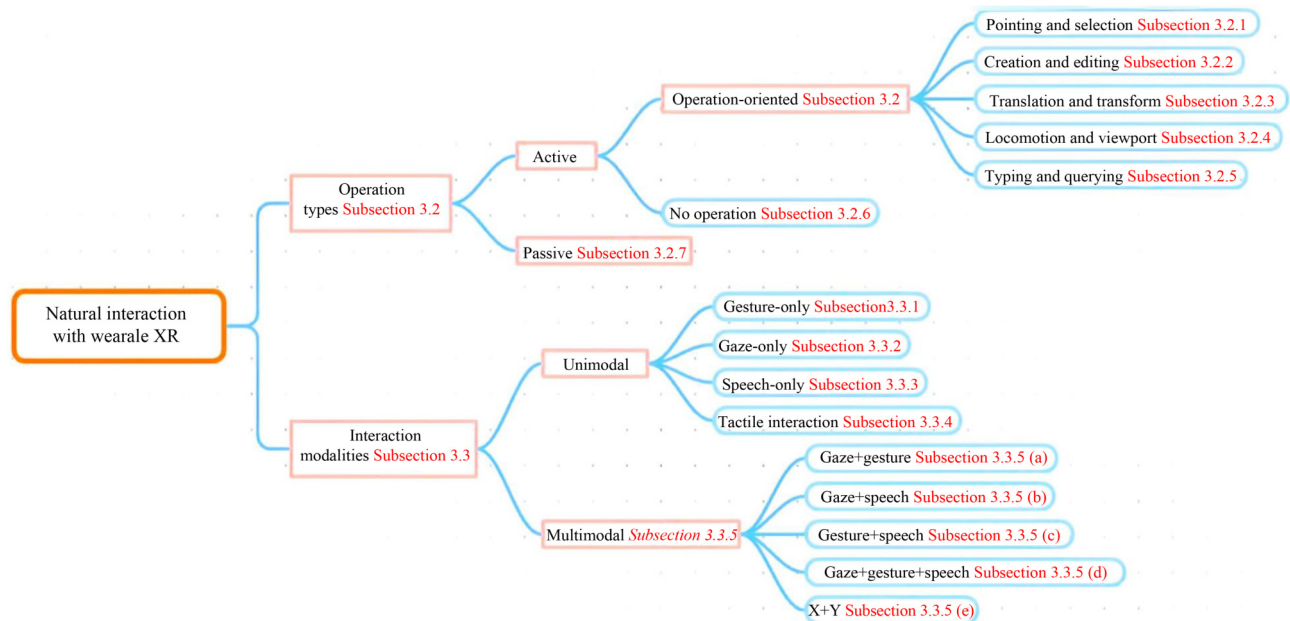 Natural interaction
with wearale XR
Operation
types Subsection 3.2
Active
Operation-oriented Subsection 3.2
Pointing and selection Subsection 3.2.1
Creation and editing Subsection 3.2.2
Translation and transform Subsection 3.2.3
Locomotion and viewport Subsection 3.2.4
Typing and querying Subsection 3.2.5
No operation Subsection 3.2.6
Passive Subsection 3.2.7
Interaction
modalities Subsection 3.3
Unimodal
Gesture-only Subsection3.3.1
Gaze-only Subsection 3.3.2
Speech-only Subsection 3.3.3
Tactile interaction Subsection 3.3.4
Multimodal Subsection 3.3.5
Gaze+gesture Subsection 3.3.5 (a)
Gaze+speech Subsection 3.3.5 (b)
Gesture+speech Subsection 3.3.5 (c)
Gaze+gesture+speech Subsection 3.3.5 (d)
X+Y Subsection 3.3.5 (e)